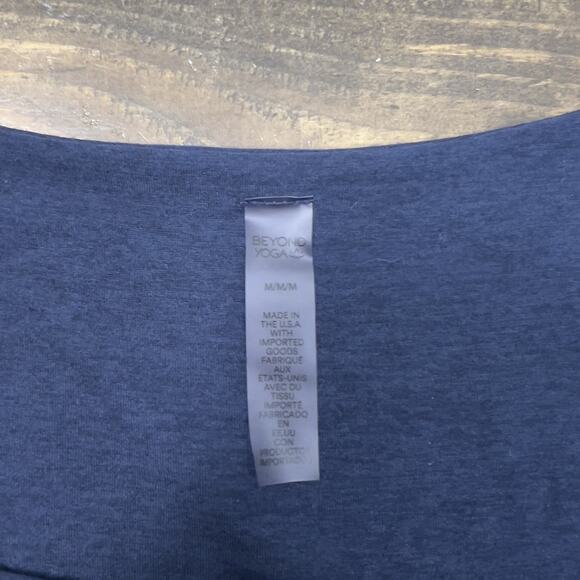 BEYOND
YOGA
M/M/M
MADE IN
THE U.S.A
WITH
IMPORTED
GOODS
FABRIQUÉ
AUX
ÉTATS-UNIS
AVEC DU
TISSU
IMPORTÉ
FABRICADO
EN
EE.UU
CON
PRODUCTO
IMPORTADO